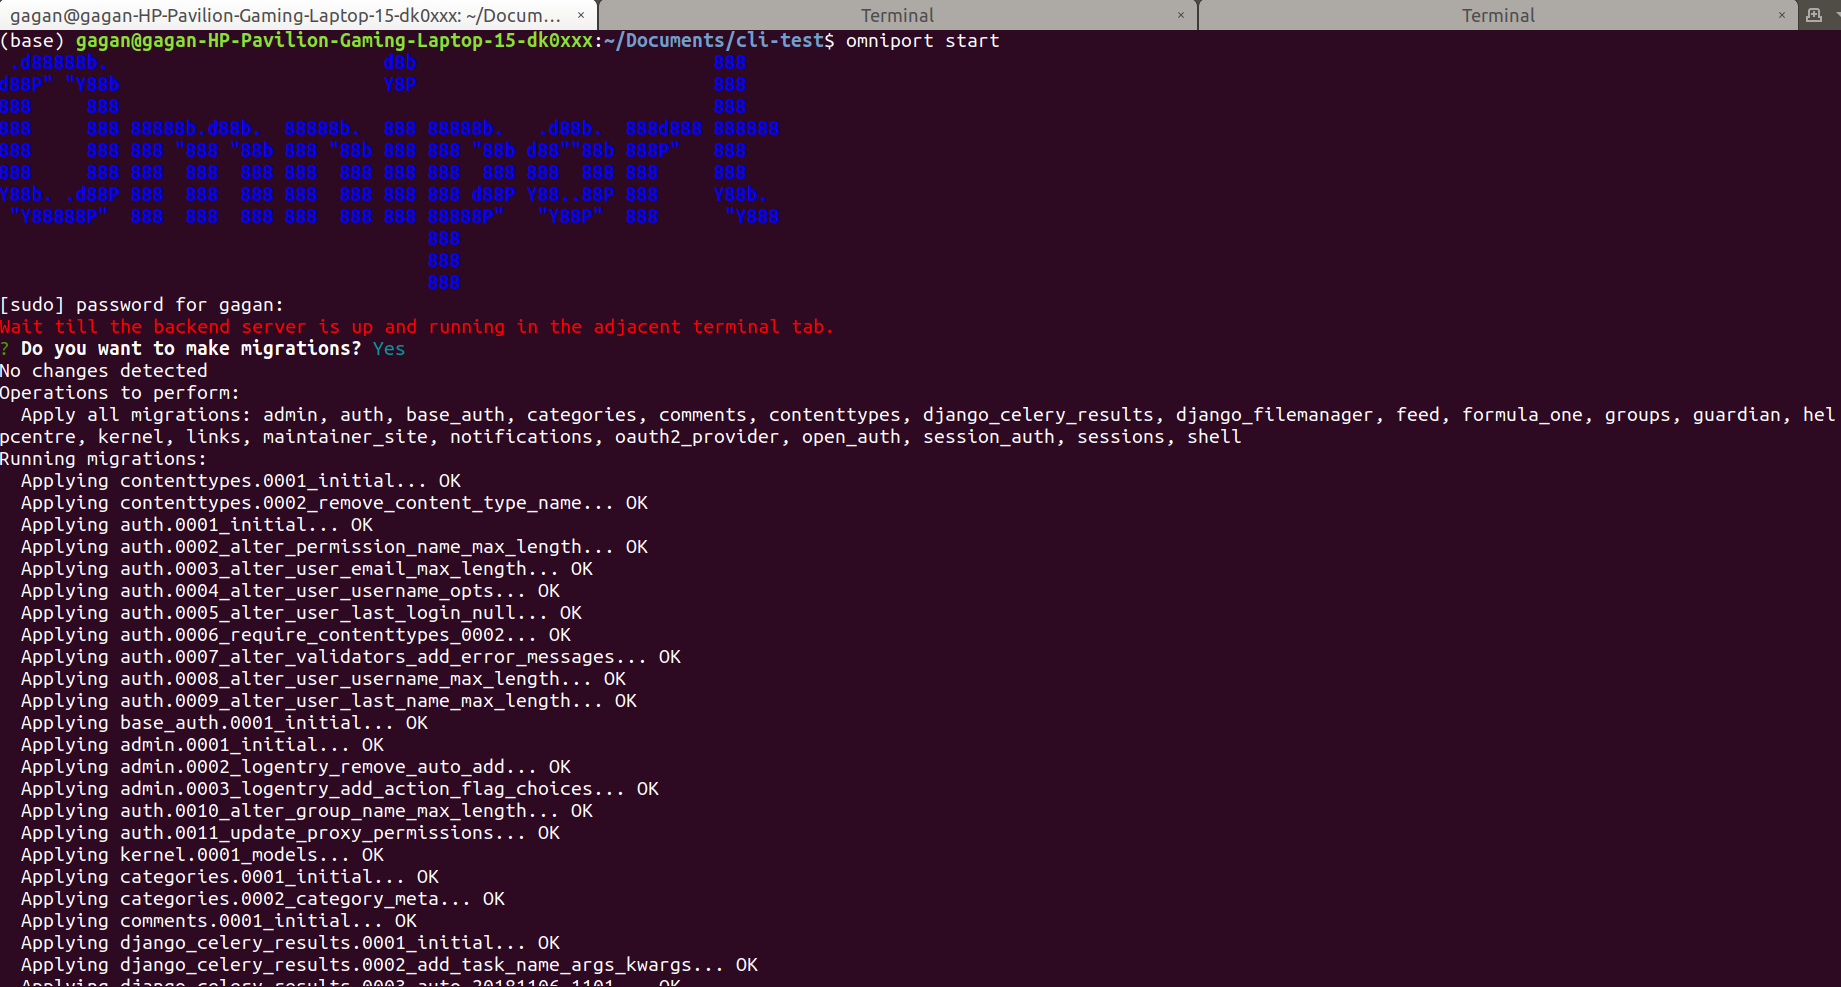 gagan@gagan-HP-Pavilion-Gaming-Laptop-15-dk0xxx: ~/Docum... × Terminal × Terminal ×
(base) gagan@gagan-HP-Pavilion-Gaming-Laptop-15-dk0xxx:~/Documents/cli-test$ omniport start
 .d88888b.                         d8b                           888
d88P" "Y88b                        Y8P                           888
888     888                                                      888
888     888 88888b.d88b.  88888b.  888 88888b.   .d88b.  888d888 888888
888     888 888 "888 "88b 888 "88b 888 888 "88b d88""88b 888P"   888
888     888 888  888  888 888  888 888 888  888 888  888 888     888
Y88b. .d88P 888  888  888 888  888 888 888 d88P Y88..88P 888     Y88b.
 "Y88888P"  888  888  888 888  888 888 88888P"   "Y88P"  888      "Y888
                                       888
                                       888
                                       888
[sudo] password for gagan:
Wait till the backend server is up and running in the adjacent terminal tab.
? Do you want to make migrations? Yes
No changes detected
Operations to perform:
  Apply all migrations: admin, auth, base_auth, categories, comments, contenttypes, django_celery_results, django_filemanager, feed, formula_one, groups, guardian, hel
pcentre, kernel, links, maintainer_site, notifications, oauth2_provider, open_auth, session_auth, sessions, shell
Running migrations:
  Applying contenttypes.0001_initial... OK
  Applying contenttypes.0002_remove_content_type_name... OK
  Applying auth.0001_initial... OK
  Applying auth.0002_alter_permission_name_max_length... OK
  Applying auth.0003_alter_user_email_max_length... OK
  Applying auth.0004_alter_user_username_opts... OK
  Applying auth.0005_alter_user_last_login_null... OK
  Applying auth.0006_require_contenttypes_0002... OK
  Applying auth.0007_alter_validators_add_error_messages... OK
  Applying auth.0008_alter_user_username_max_length... OK
  Applying auth.0009_alter_user_last_name_max_length... OK
  Applying base_auth.0001_initial... OK
  Applying admin.0001_initial... OK
  Applying admin.0002_logentry_remove_auto_add... OK
  Applying admin.0003_logentry_add_action_flag_choices... OK
  Applying auth.0010_alter_group_name_max_length... OK
  Applying auth.0011_update_proxy_permissions... OK
  Applying kernel.0001_models... OK
  Applying categories.0001_initial... OK
  Applying categories.0002_category_meta... OK
  Applying comments.0001_initial... OK
  Applying django_celery_results.0001_initial... OK
  Applying django_celery_results.0002_add_task_name_args_kwargs... OK
  Applying django_celery_results.0003_auto_20181106_1101... OK